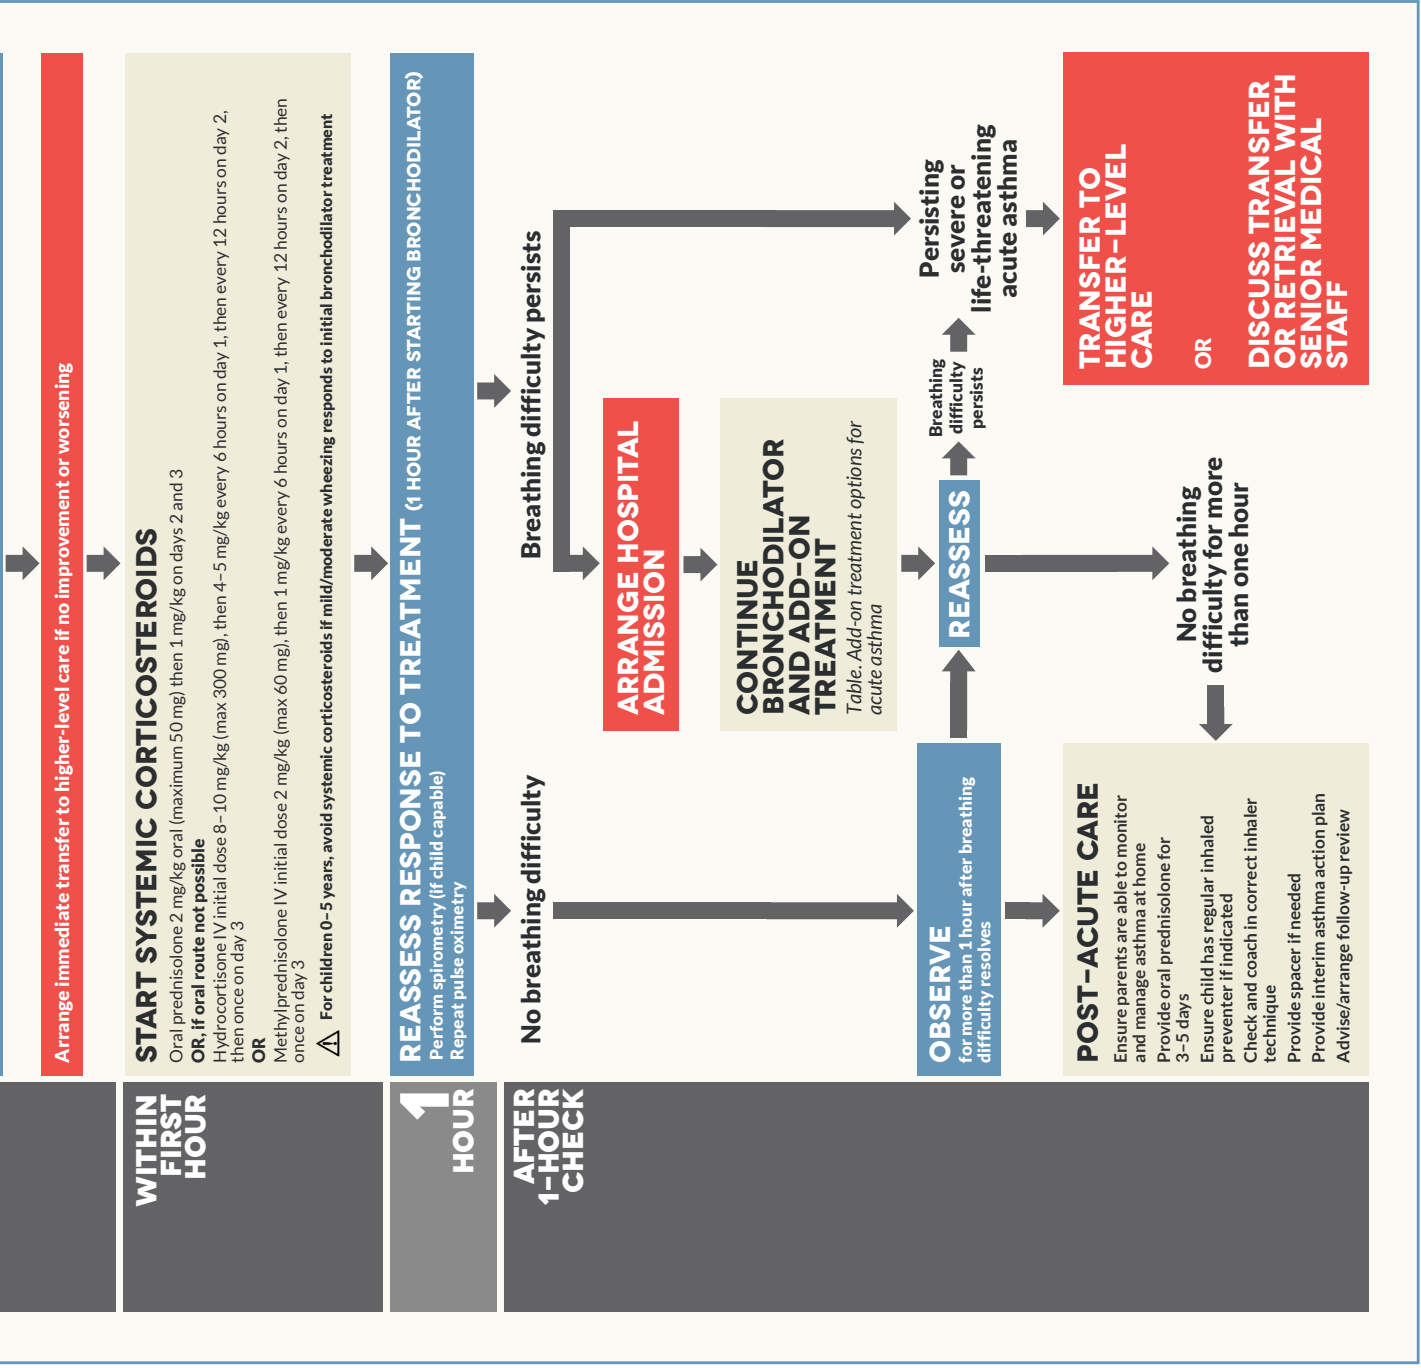 Arrange immediate transfer to higher-level care if no improvement or worsening
WITHIN
FIRST
HOUR
START SYSTEMIC CORTICOSTEROIDS
Oral prednisolone 2 mg/kg oral (maximum 50 mg) then 1 mg/kg on days 2 and 3
OR, if oral route not possible
Hydrocortisone IV initial dose 8–10 mg/kg (max 300 mg), then 4–5 mg/kg every 6 hours on day 1, then every 12 hours on day 2,
then once on day 3
OR
Methylprednisolone IV initial dose 2 mg/kg (max 60 mg), then 1 mg/kg every 6 hours on day 1, then every 12 hours on day 2, then
once on day 3
For children 0–5 years, avoid systemic corticosteroids if mild/moderate wheezing responds to initial bronchodilator treatment
1
HOUR
REASSESS RESPONSE TO TREATMENT (1 HOUR AFTER STARTING BRONCHODILATOR)
Perform spirometry (if child capable)
Repeat pulse oximetry
AFTER
1–HOUR
CHECK
No breathing difficulty
Breathing difficulty persists
ARRANGE HOSPITAL
ADMISSION
CONTINUE
BRONCHODILATOR
AND ADD–ON
TREATMENT
Table. Add-on treatment options for
acute asthma
OBSERVE
for more than 1 hour after breathing
difficulty resolves
REASSESS
Breathing
difficulty
persists
Persisting
severe or
life-threatening
acute asthma
No breathing
difficulty for more
than one hour
POST–ACUTE CARE
Ensure parents are able to monitor
and manage asthma at home
Provide oral prednisolone for
3–5 days
Ensure child has regular inhaled
preventer if indicated
Check and coach in correct inhaler
technique
Provide spacer if needed
Provide interim asthma action plan
Advise/arrange follow-up review
TRANSFER TO
HIGHER–LEVEL
CARE
OR
DISCUSS TRANSFER
OR RETRIEVAL WITH
SENIOR MEDICAL
STAFF